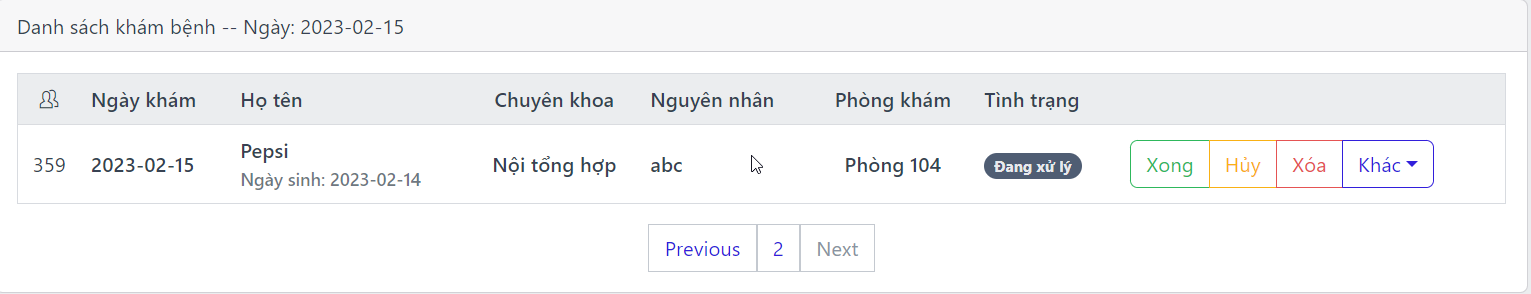 Danh sách khám bệnh -- Ngày: 2023-02-15
Ngày khám Họ tên Chuyên khoa Nguyên nhân Phòng khám Tình trạng
359 2023-02-15 Pepsi Nội tổng hợp abc Phòng 104 Đang xử lý Xong Hủy Xóa Khác
Ngày sinh: 2023-02-14
Previous 2 Next